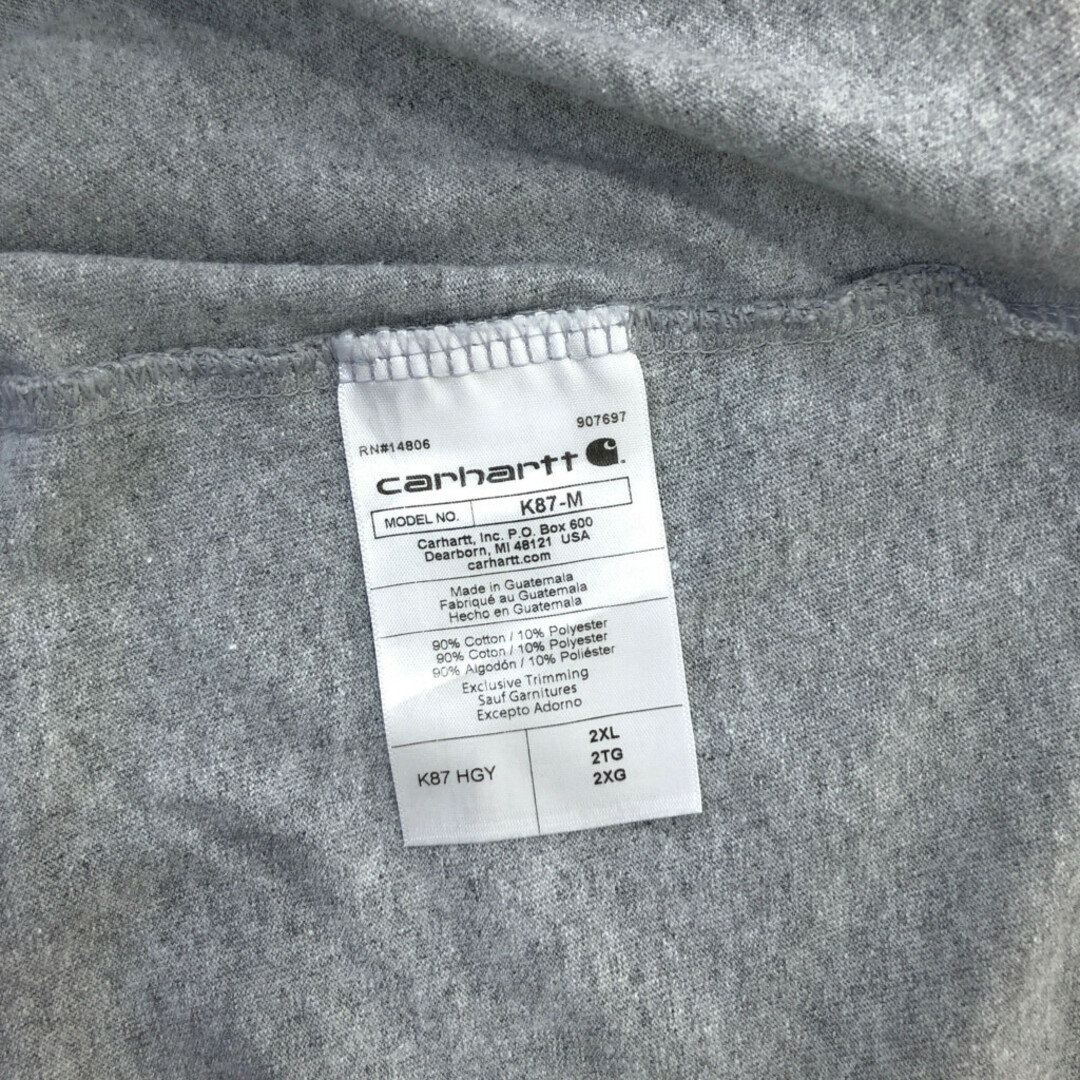 RN#14806 907697
carhartt
MODEL NO. K87-M
Carhartt, Inc. P.O. Box 600
Dearborn, MI 48121 USA
carhartt.com
Made in Guatemala
Fabriqué au Guatemala
Hecho en Guatemala
90% Cotton / 10% Polyester
90% Coton / 10% Polyester
90% Algodón / 10% Poliéster
Exclusive Trimming
Sauf Garnitures
Excepto Adorno
K87 HGY
2XL
2TG
2XG